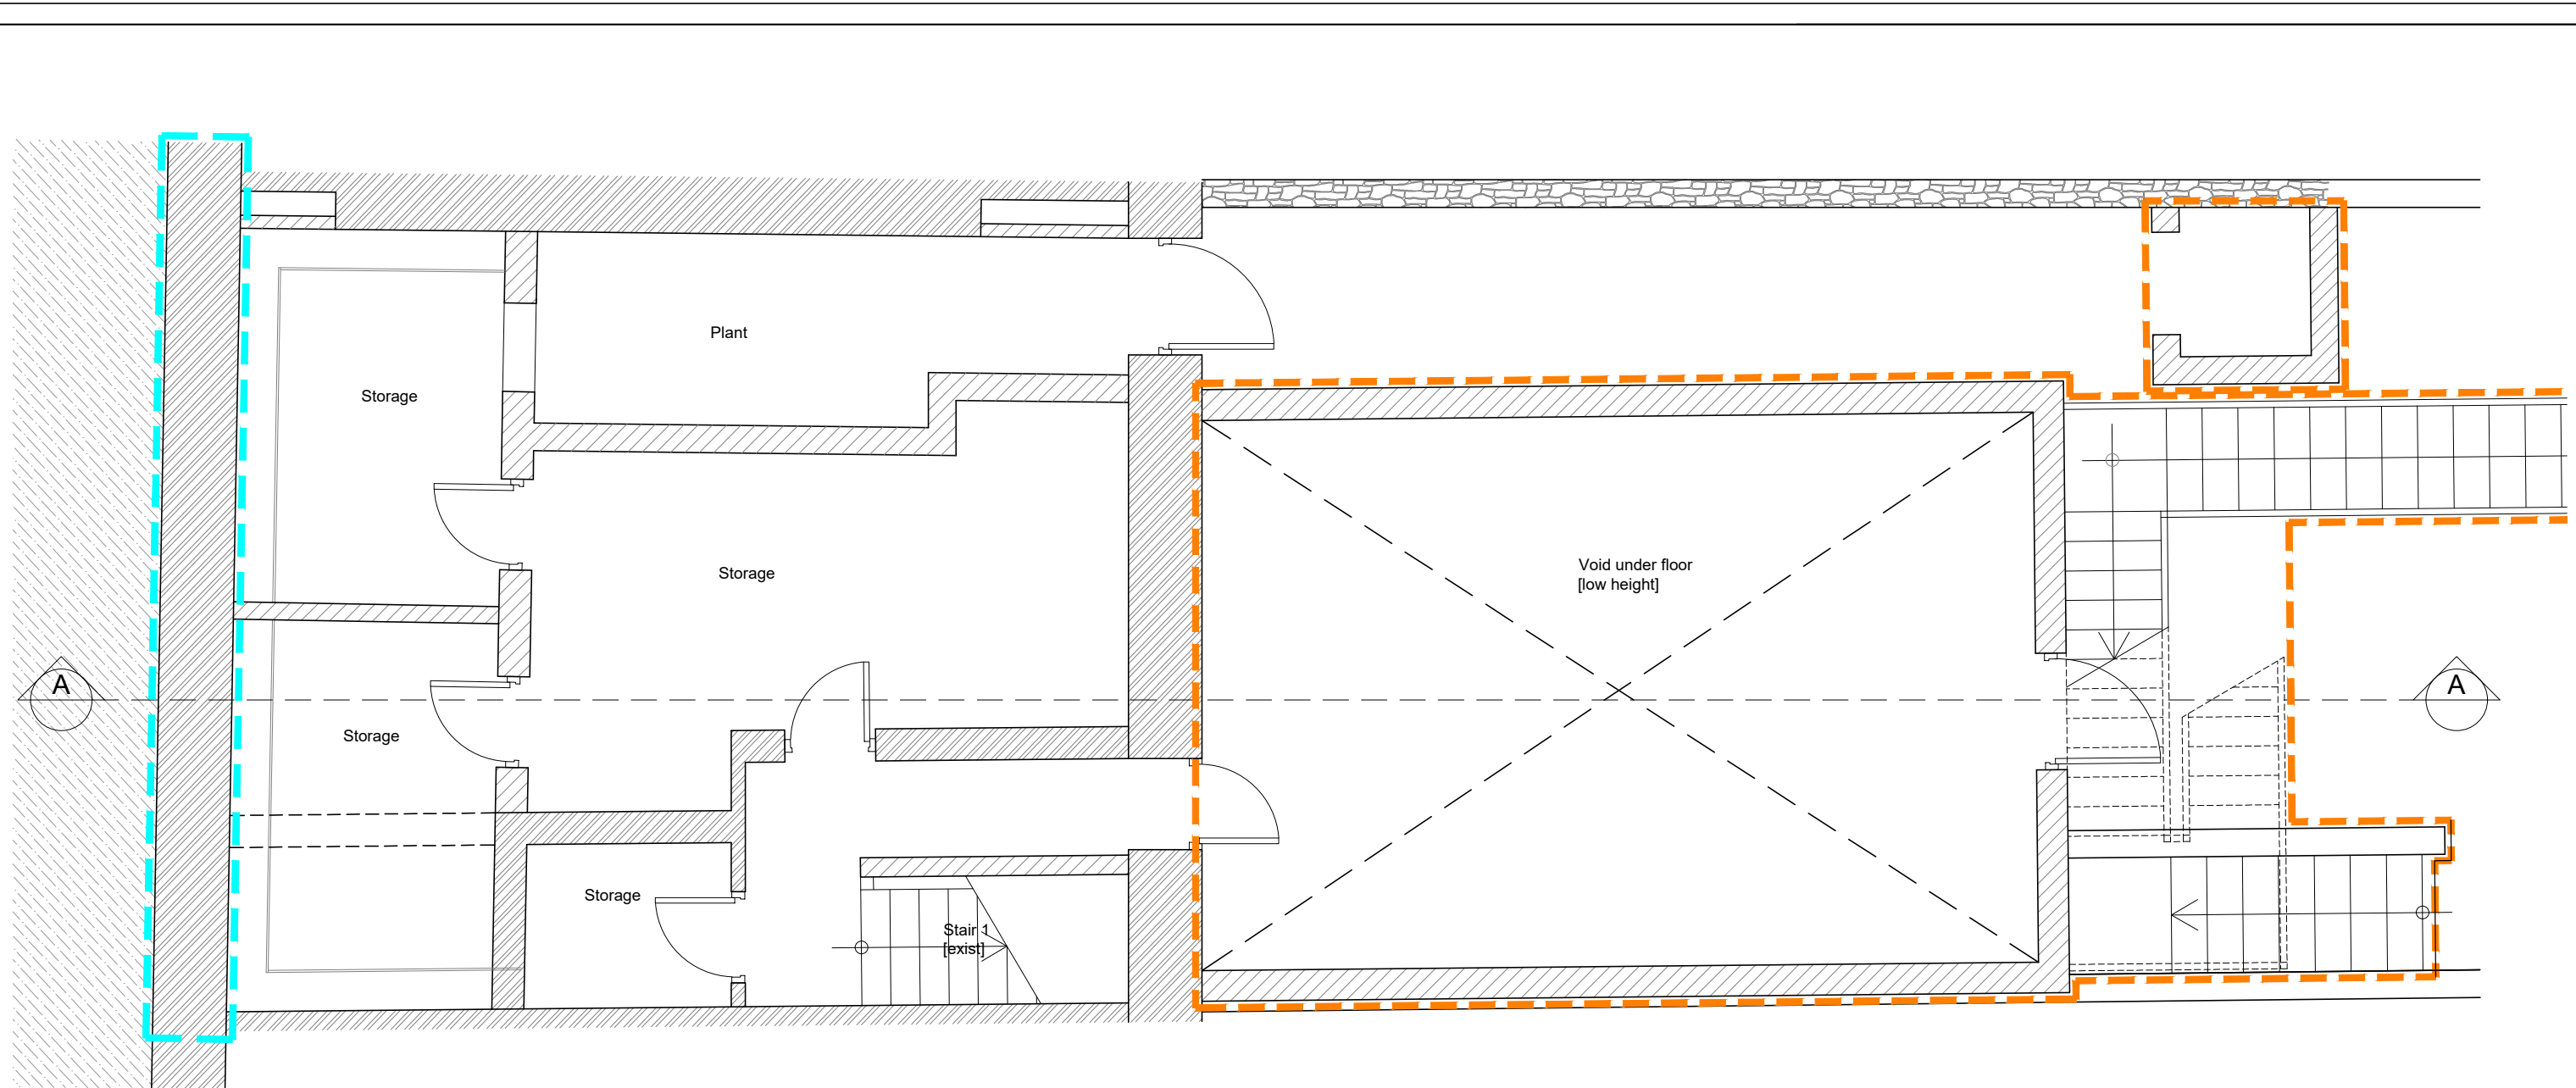 Plant
Storage
Storage
Void under floor
[low height]
A
A
Storage
Storage
Stair 1
[exist]